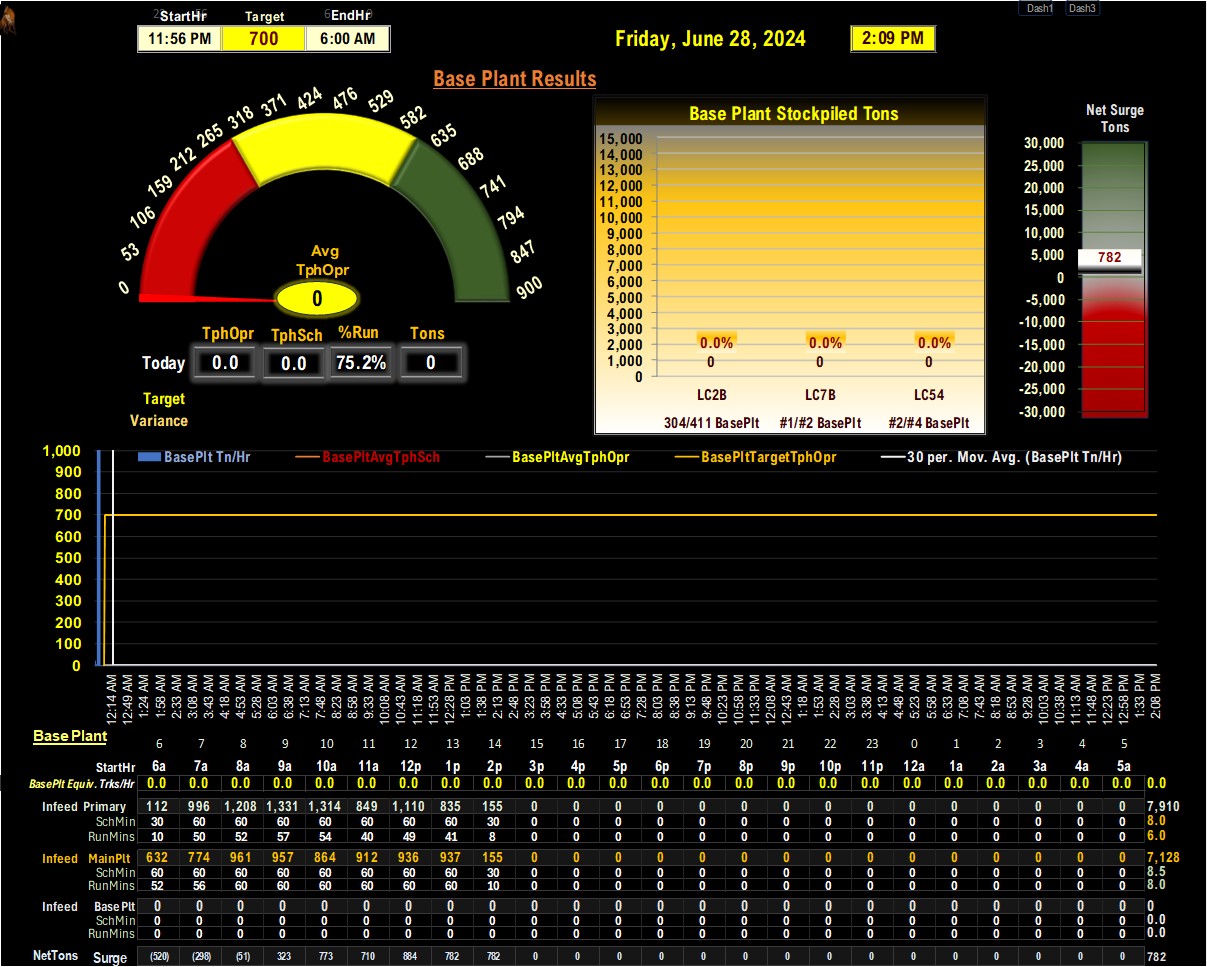 StartHr Target EndHr Dash1 Dash3
11:56 PM 700 6:00 AM Friday, June 28, 2024 2:09 PM
Base Plant Results
0 53 106 159 212 265 318 371 424 476 529 582 635 688 741 794 847 900
Avg
TphOpr
0
TphOpr TphSch %Run Tons
Today 0.0 0.0 75.2% 0
Target
Variance
Base Plant Stockpiled Tons
15,000
14,000
13,000
12,000
11,000
10,000
9,000
8,000
7,000
6,000
5,000
4,000
3,000
2,000
1,000
0
0.0% 0.0% 0.0%
0 0 0
LC2B LC7B LC54
304/411 BasePlt #1/#2 BasePlt #2/#4 BasePlt
Net Surge
Tons
30,000
25,000
20,000
15,000
10,000
5,000
0
-5,000
-10,000
-15,000
-20,000
-25,000
-30,000
782
BasePlt Tn/Hr BasePltAvgTphSch BasePltAvgTphOpr BasePltTargetTphOpr 30 per. Mov. Avg. (BasePlt Tn/Hr)
1,000
900
800
700
600
500
400
300
200
100
0
12:14 AM 12:49 AM 1:24 AM 1:58 AM 2:33 AM 3:08 AM 3:43 AM 4:18 AM 4:53 AM 5:28 AM 6:03 AM 6:38 AM 7:13 AM 7:48 AM 8:23 AM 8:58 AM 9:33 AM 10:08 AM 10:43 AM 11:18 AM 11:53 AM 12:28 PM 1:03 PM 1:38 PM 2:13 PM 2:48 PM 3:23 PM 3:58 PM 4:33 PM 5:08 PM 5:43 PM 6:18 PM 6:53 PM 7:28 PM 8:03 PM 8:38 PM 9:13 PM 9:48 PM 10:23 PM 10:58 PM 11:33 PM 12:08 AM 12:43 AM 1:18 AM 1:53 AM 2:28 AM 3:03 AM 3:38 AM 4:13 AM 4:48 AM 5:23 AM 5:58 AM 6:33 AM 7:08 AM 7:43 AM 8:18 AM 8:53 AM 9:28 AM 10:03 AM 10:38 AM 11:13 AM 11:48 AM 12:23 PM 12:58 PM 1:33 PM 2:08 PM
Base Plant
6 7 8 9 10 11 12 13 14 15 16 17 18 19 20 21 22 23 0 1 2 3 4 5
StartHr 6a 7a 8a 9a 10a 11a 12p 1p 2p 3p 4p 5p 6p 7p 8p 9p 10p 11p 12a 1a 2a 3a 4a 5a
BasePlt Equiv. Trks/Hr 0.0 0.0 0.0 0.0 0.0 0.0 0.0 0.0 0.0 0.0 0.0 0.0 0.0 0.0 0.0 0.0 0.0 0.0 0.0 0.0 0.0 0.0 0.0 0.0 0.0
Infeed Primary 112 996 1,208 1,331 1,314 849 1,110 835 155 0 0 0 0 0 0 0 0 0 0 0 0 0 0 0 7,910
SchMin 30 60 60 60 60 60 60 60 30 0 0 0 0 0 0 0 0 0 0 0 0 0 0 0 8.0
RunMins 10 50 52 57 54 40 49 41 8 0 0 0 0 0 0 0 0 0 0 0 0 0 0 0 6.0
Infeed MainPlt 632 774 961 957 864 912 936 937 155 0 0 0 0 0 0 0 0 0 0 0 0 0 0 0 7,128
SchMin 60 60 60 60 60 60 60 60 30 0 0 0 0 0 0 0 0 0 0 0 0 0 0 0 8.5
RunMins 52 56 60 60 60 60 60 60 10 0 0 0 0 0 0 0 0 0 0 0 0 0 0 0 8.0
Infeed Base Plt 0 0 0 0 0 0 0 0 0 0 0 0 0 0 0 0 0 0 0 0 0 0 0 0 0
SchMin 0 0 0 0 0 0 0 0 0 0 0 0 0 0 0 0 0 0 0 0 0 0 0 0 0.0
RunMins 0 0 0 0 0 0 0 0 0 0 0 0 0 0 0 0 0 0 0 0 0 0 0 0 0.0
NetTons Surge (520) (298) (51) 323 773 710 884 782 782 0 0 0 0 0 0 0 0 0 0 0 0 0 0 0 782